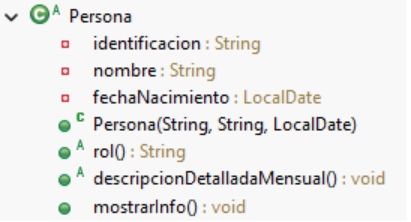 Persona
identificacion : String
nombre : String
fechaNacimiento : LocalDate
Persona(String, String, LocalDate)
rol() : String
descripcionDetalladaMensual() : void
mostrarInfo() : void